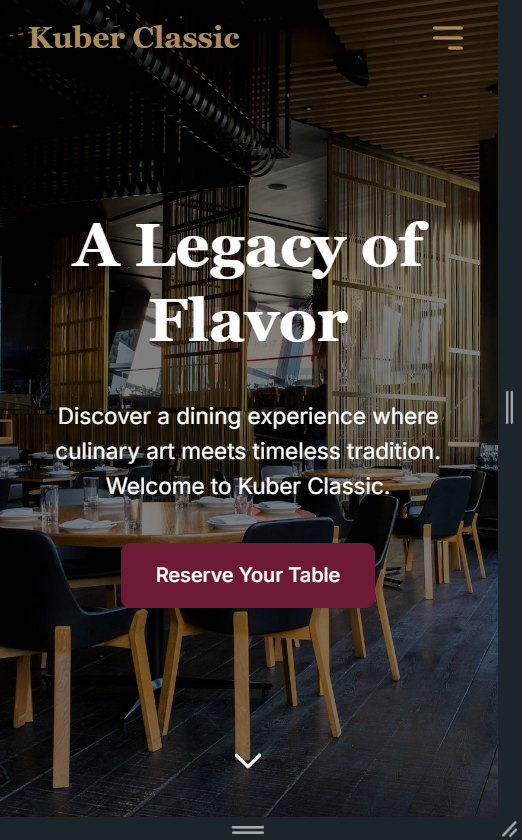 Kuber Classic
A Legacy of
Flavor
Discover a dining experience where
culinary art meets timeless tradition.
Welcome to Kuber Classic.
Reserve Your Table